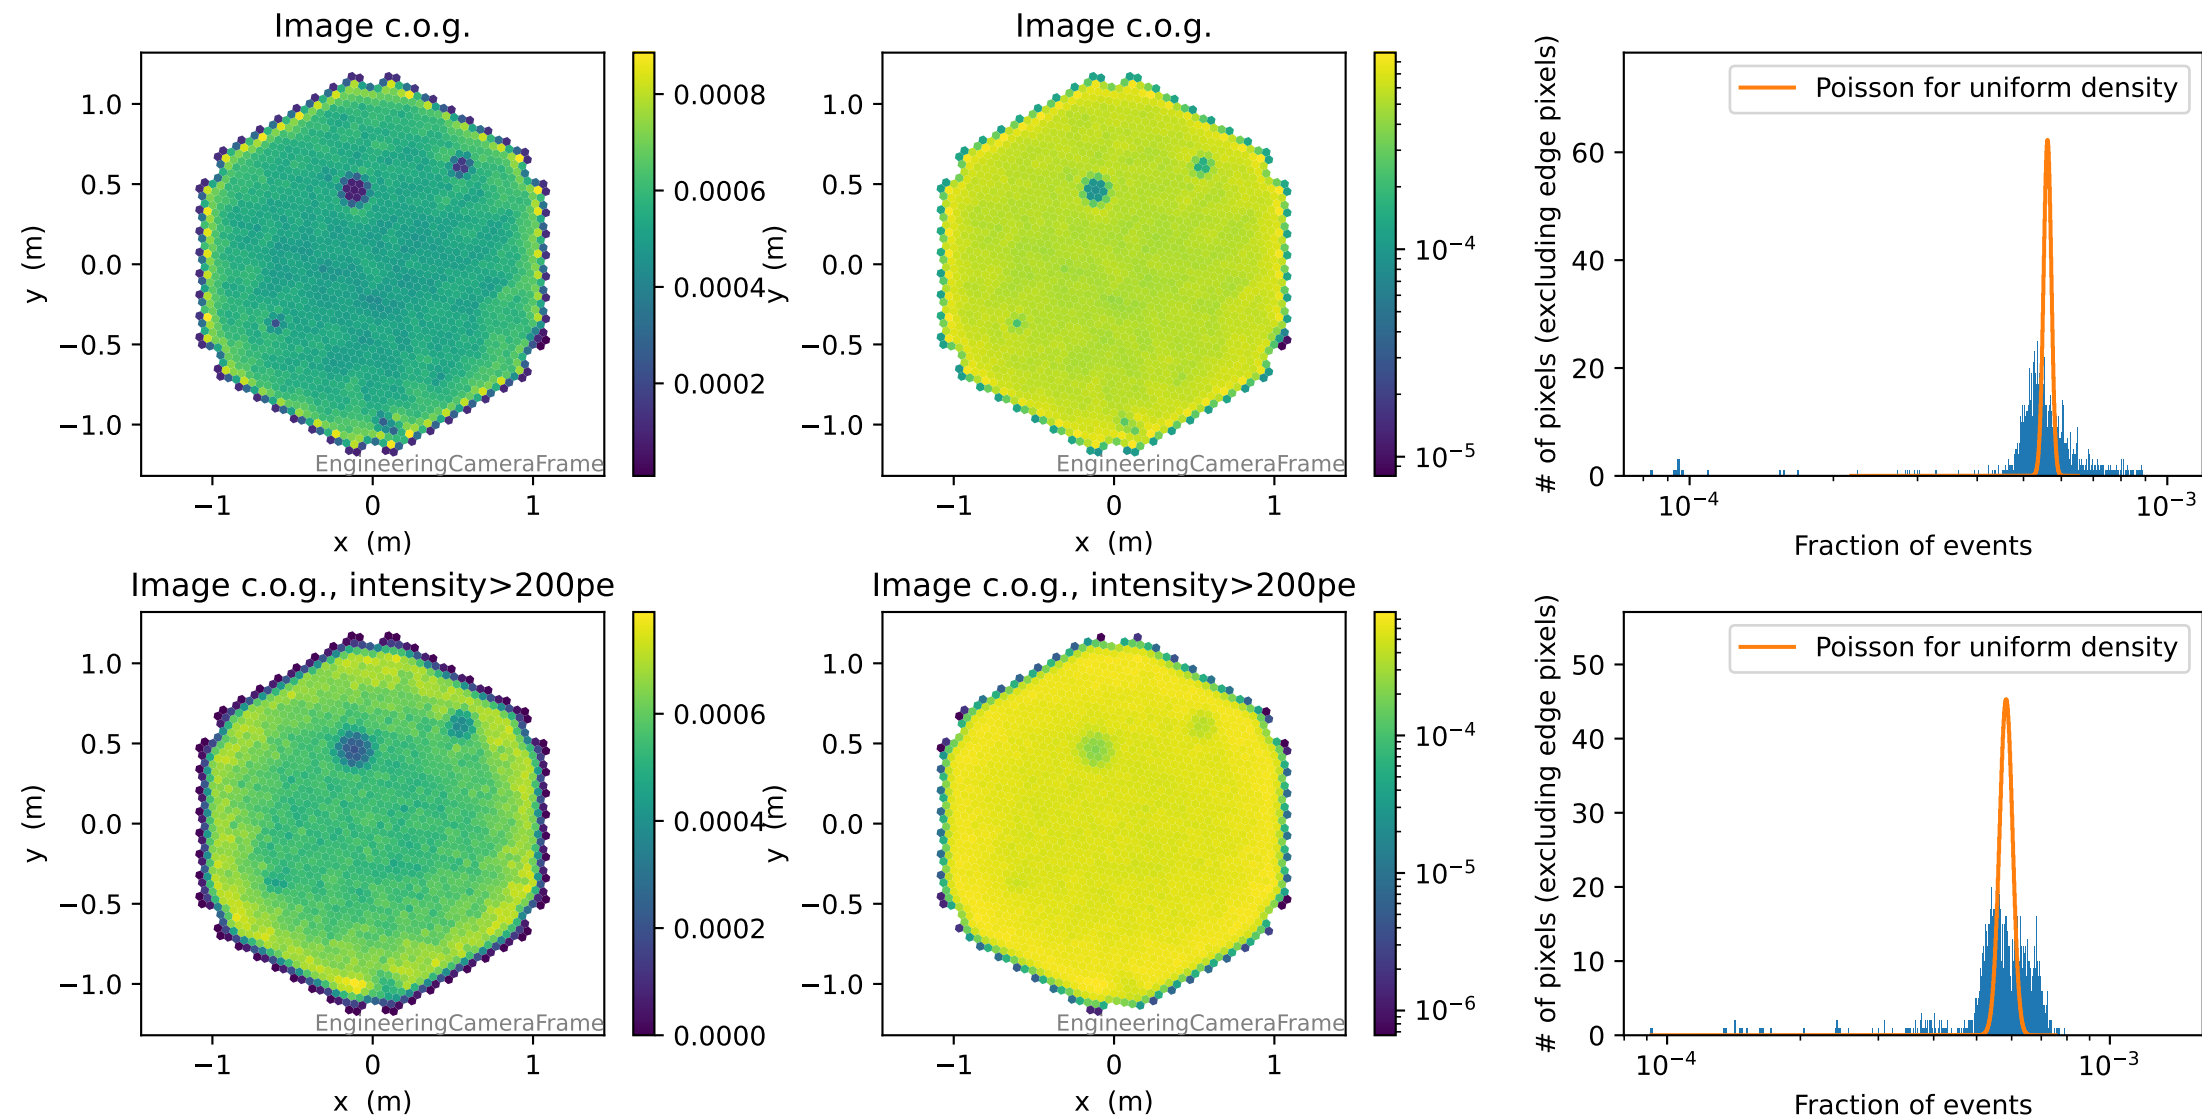 Image c.o.g.
1.0
0.5
0.0
−0.5
−1.0
y (m)
−1
0
1
x (m)
EngineeringCameraFrame
0.0008
0.0006
0.0004
0.0002
Image c.o.g.
1.0
0.5
0.0
−0.5
−1.0
y (m)
−1
0
1
x (m)
EngineeringCameraFrame
10⁻⁴
10⁻⁵
# of pixels (excluding edge pixels)
60
40
20
0
Poisson for uniform density
10⁻⁴
10⁻³
Fraction of events
Image c.o.g., intensity>200pe
1.0
0.5
0.0
−0.5
−1.0
y (m)
−1
0
1
x (m)
EngineeringCameraFrame
0.0006
0.0004
0.0002
0.0000
Image c.o.g., intensity>200pe
1.0
0.5
0.0
−0.5
−1.0
y (m)
−1
0
1
x (m)
EngineeringCameraFrame
10⁻⁴
10⁻⁵
10⁻⁶
# of pixels (excluding edge pixels)
50
40
30
20
10
0
Poisson for uniform density
10⁻⁴
10⁻³
Fraction of events